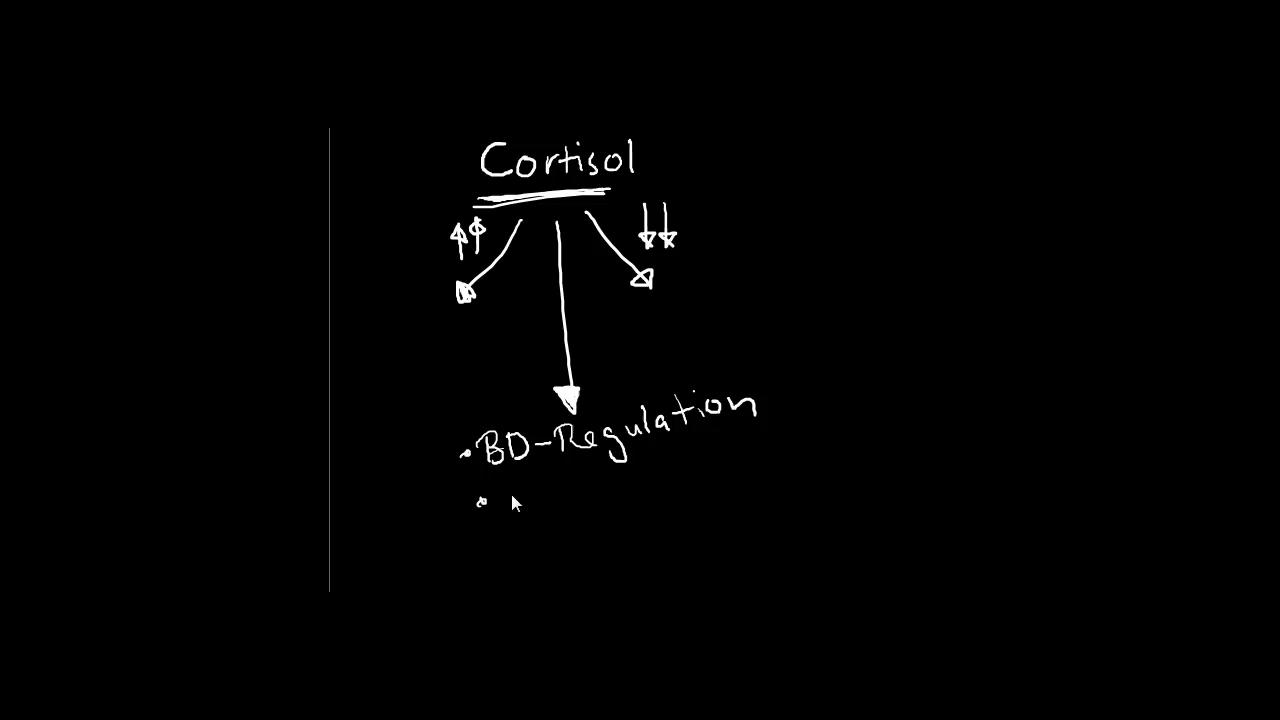 Cortisol
↑↑ ↓↓
• BD-Regulation
•